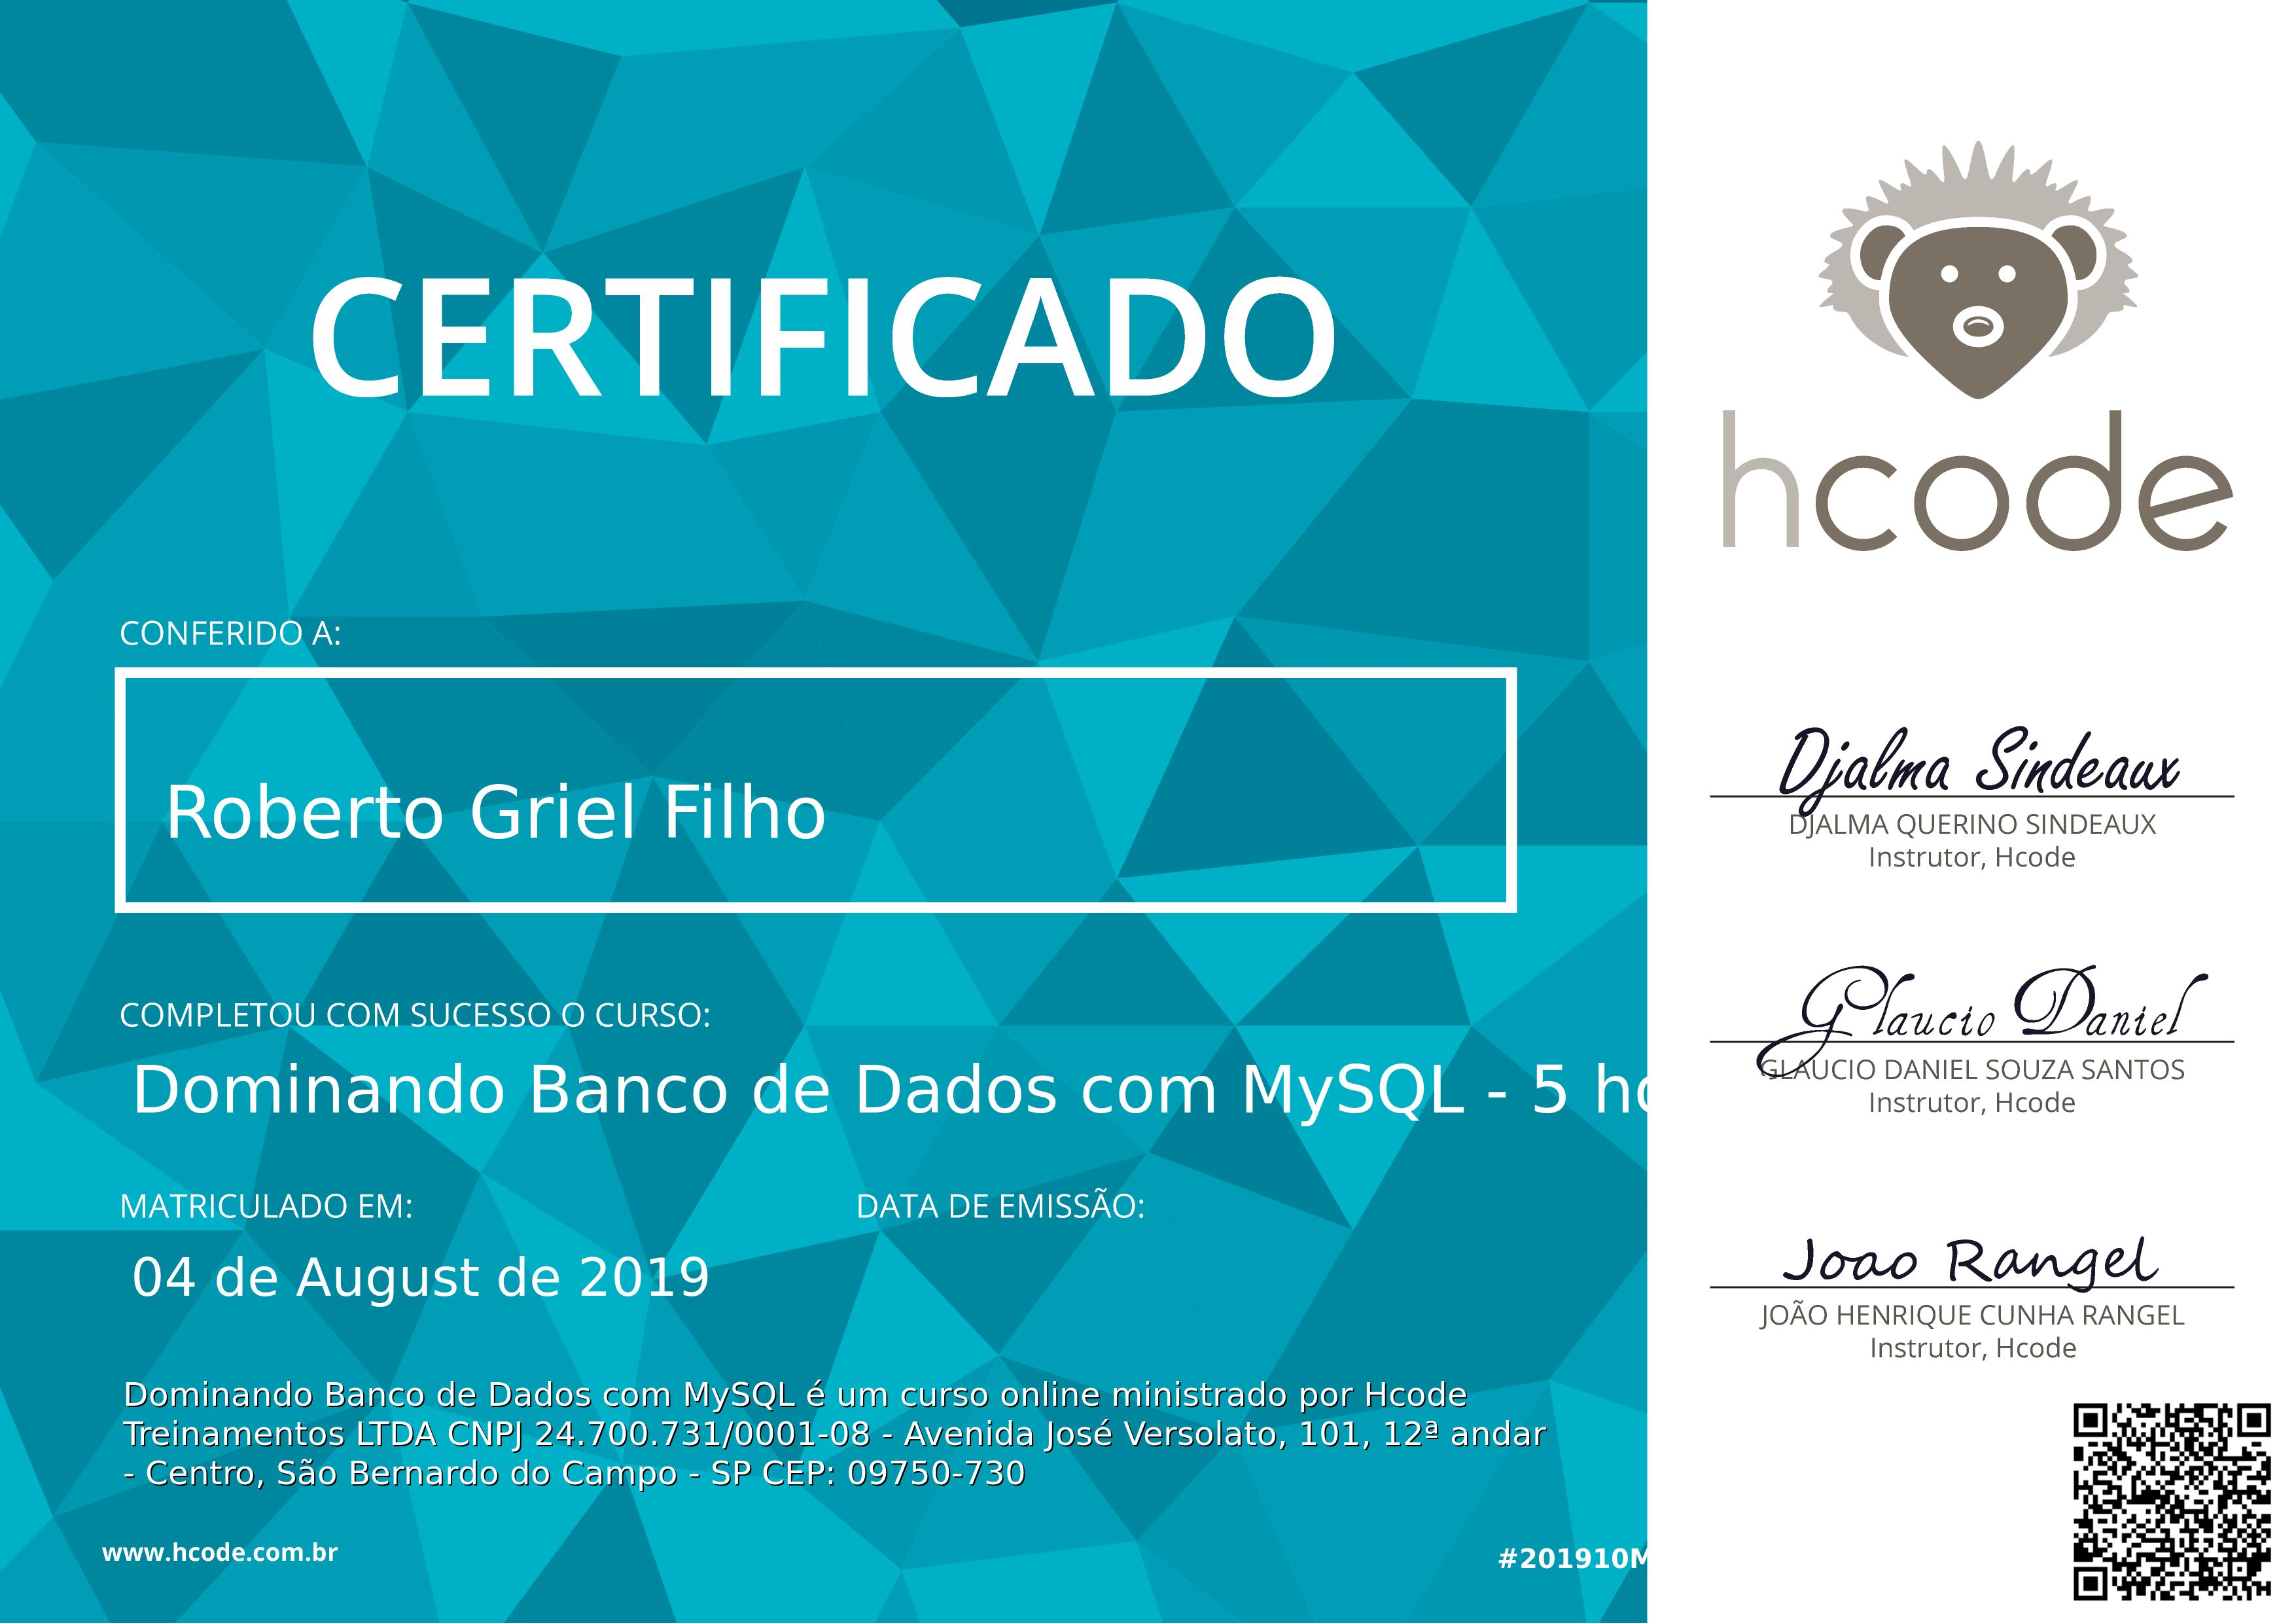 CERTIFICADO
CONFERIDO A:
Roberto Griel Filho
COMPLETOU COM SUCESSO O CURSO:
Dominando Banco de Dados com MySQL - 5
MATRICULADO EM:
DATA DE EMISSÃO:
04 de August de 2019
Dominando Banco de Dados com MySQL é um curso online ministrado por Hcode
Treinamentos LTDA CNPJ 24.700.731/0001-08 - Avenida José Versolato, 101, 12ª andar
- Centro, São Bernardo do Campo - SP CEP: 09750-730
www.hcode.com.br
#201910M
hcode
Djalma Sindeaux
DJALMA QUERINO SINDEAUX
Instrutor, Hcode
Glaucio Daniel
GLAUCIO DANIEL SOUZA SANTOS
Instrutor, Hcode
Joao Rangel
JOÃO HENRIQUE CUNHA RANGEL
Instrutor, Hcode